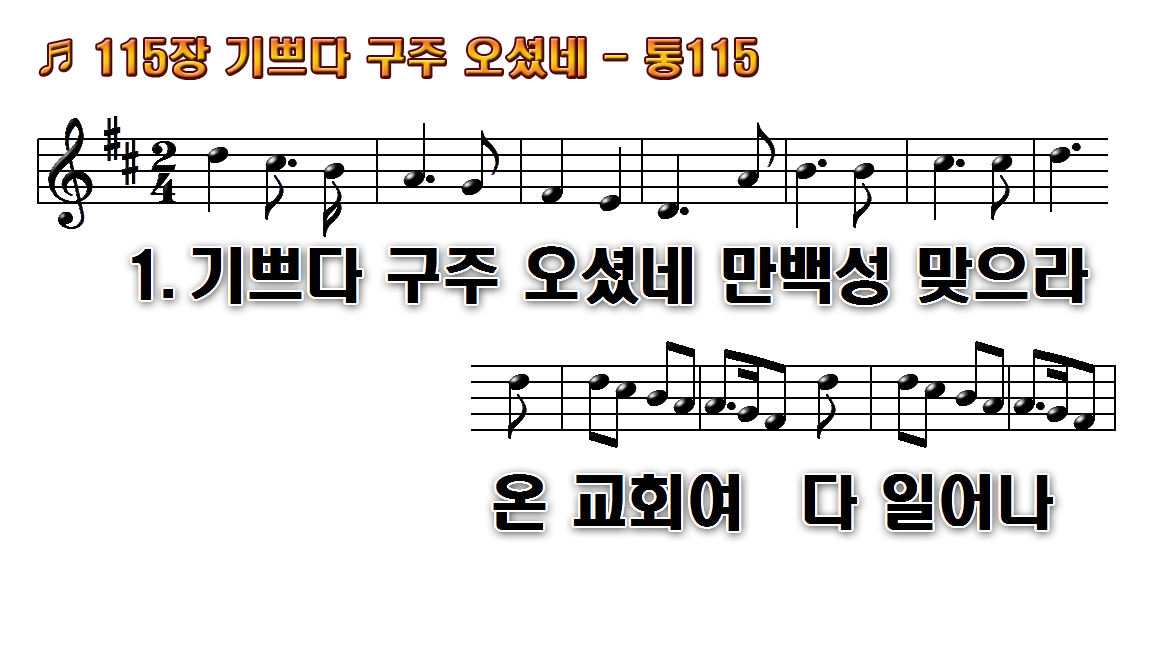 ♬ 115장 기쁘다 구주 오셨네 - 통115
2
4
1. 기쁘다 구주 오셨네 만백성 맞으라
온 교회여 다 일어나